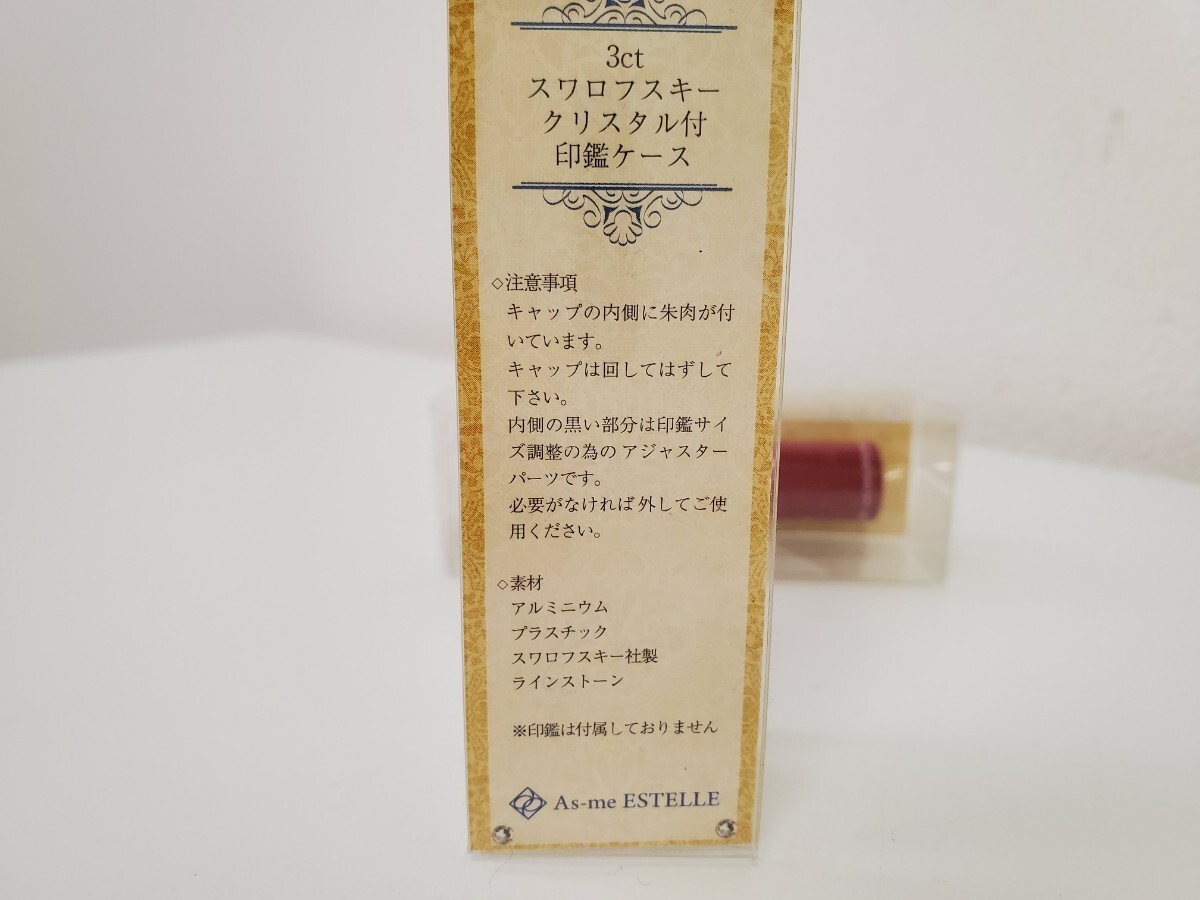 3ct
スワロフスキー
クリスタル付
印鑑ケース
◇注意事項
キャップの内側に朱肉が付
いています。
キャップは回してはずして
下さい。
内側の黒い部分は印鑑サイ
ズ調整の為のアジャスター
パーツです。
必要がなければ外してご使
用ください。
◇素材
アルミニウム
プラスチック
スワロフスキー社製
ラインストーン
※印鑑は付属しておりません
As-me ESTELLE